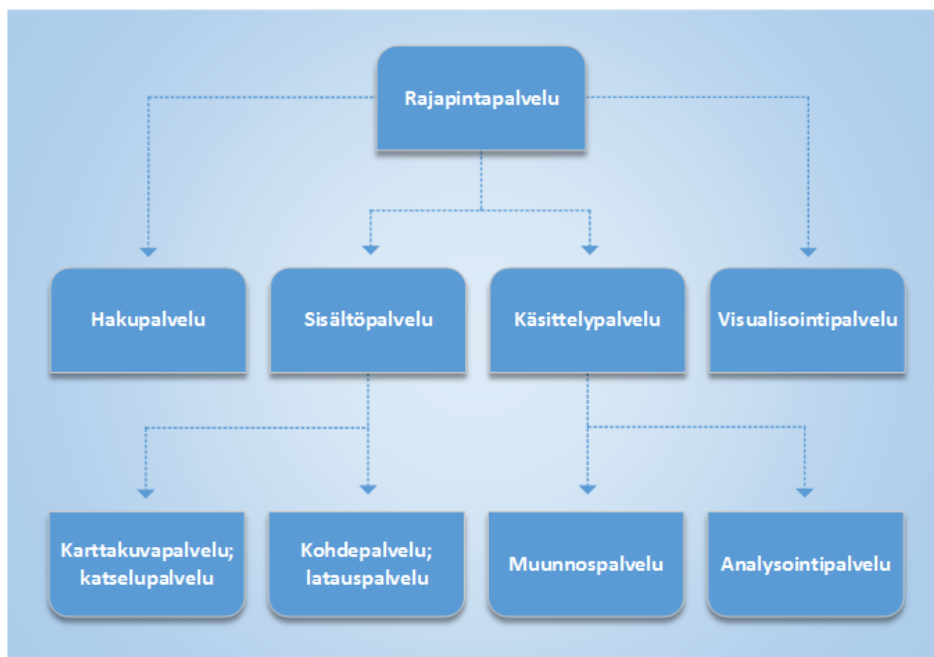 Rajapintapalvelu
Hakupalvelu
Sisältöpalvelu
Käsittelypalvelu
Visualisointipalvelu
Karttakuvapalvelu;
katselupalvelu
Kohdepalvelu;
latauspalvelu
Muunnospalvelu
Analysointipalvelu